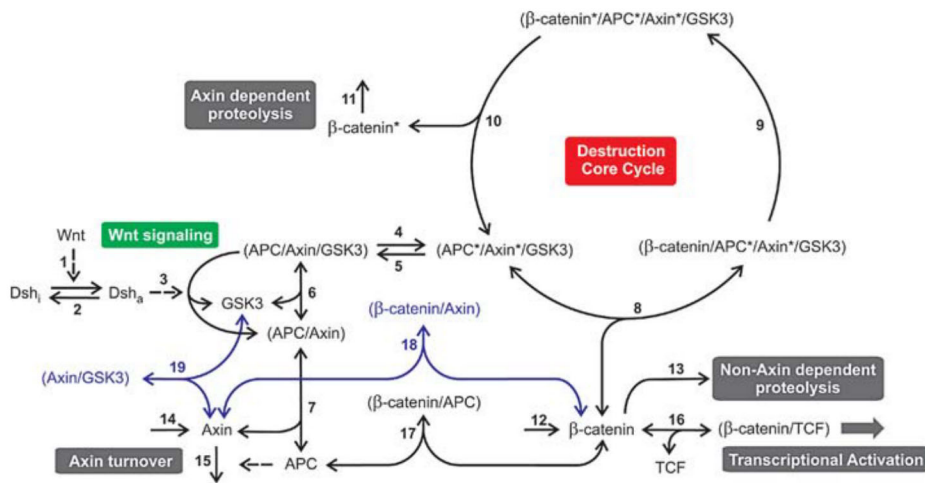 (β-catenin*/APC*/Axin*/GSK3)
Axin dependent
proteolysis
11
β-catenin*
10
9
Destruction
Core Cycle
Wnt
Wnt signaling
(APC/Axin/GSK3)
4
5
(APC*/Axin*/GSK3)
(β-catenin/APC*/Axin*/GSK3)
1
Dshi
2
Dsha
3
GSK3
6
8
(APC/Axin)
(β-catenin/Axin)
18
(Axin/GSK3)
19
Non-Axin dependent
proteolysis
13
7
(β-catenin/APC)
14
Axin
17
12
β-catenin
16
(β-catenin/TCF)
Axin turnover
15
APC
TCF
Transcriptional Activation